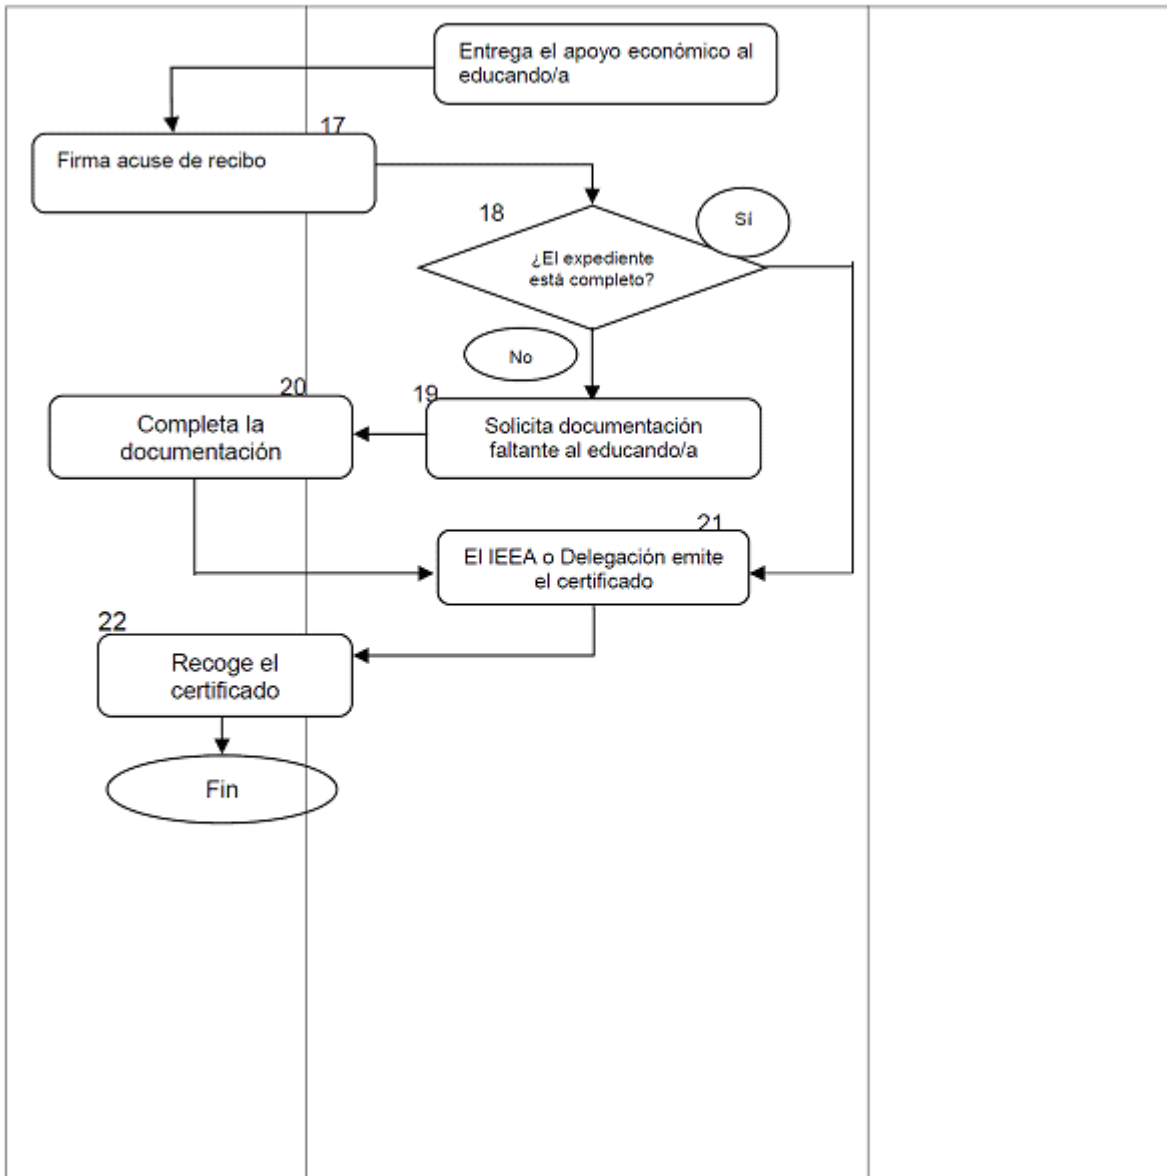 Entrega el apoyo económico al
educando/a
17
Firma acuse de recibo
18
Sí
¿El expediente
está completo?
No
20
19
Completa la
documentación
Solicita documentación
faltante al educando/a
21
El IEEA o Delegación emite
el certificado
22
Recoge el
certificado
Fin